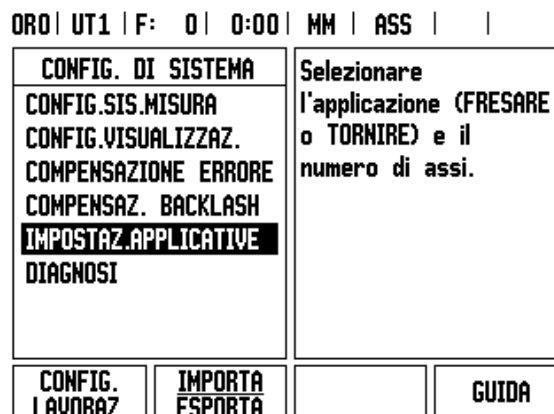 ORO| UT1 | F: 0| 0:00| MM | ASS | |
CONFIG. DI SISTEMA
CONFIG.SIS.MISURA
CONFIG.VISUALIZZAZ.
COMPENSAZIONE ERRORE
COMPENSAZ. BACKLASH
IMPOSTAZ.APPLICATIVE
DIAGNOSI
Selezionare
l'applicazione (FRESARE
o TORNIRE) e il
numero di assi.
CONFIG.
LAVORAZ.
IMPORTA
ESPORTA
GUIDA